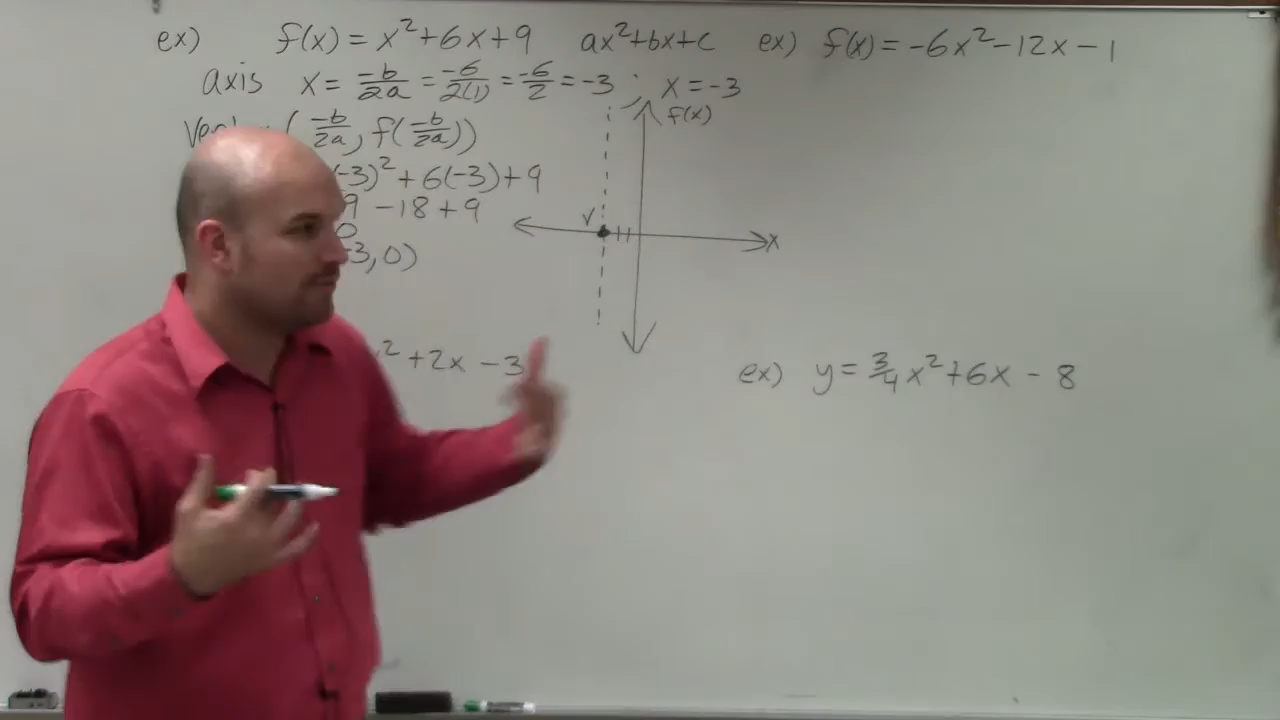 ex) f(x) = x²+6x+9 ax²+bx+c
axis x = -b/2a = -6/2(1) = -6/2 = -3 ; x = -3
(-b/2a, f(-b/2a))
-3)² + 6(-3) + 9
9 - 18 + 9
0
-3, 0)
f(x)
V
x
² + 2x - 3
ex) f(x) = -6x² - 12x - 1
ex) y = 3/4x² + 6x - 8